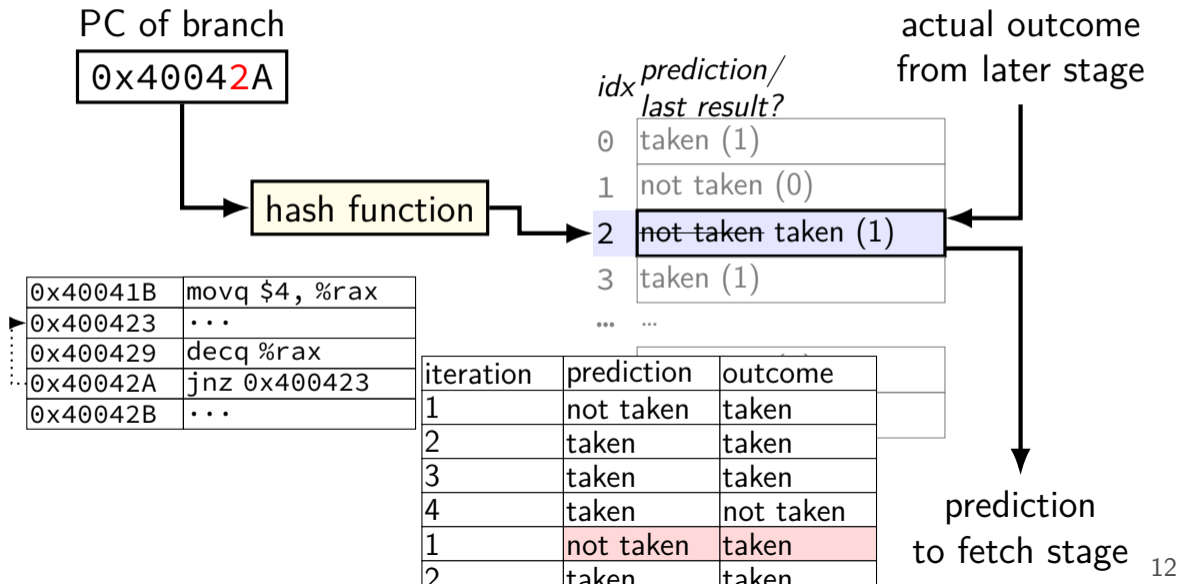 PC of branch
0x40042A
hash function
idx prediction/
last result?
0 taken (1)
1 not taken (0)
2 not taken taken (1)
3 taken (1)
... ...
actual outcome
from later stage
prediction
to fetch stage
0x40041B movq $4, %rax
0x400423 ...
0x400429 decq %rax
0x40042A jnz 0x400423
0x40042B ...
iteration prediction outcome
1 not taken taken
2 taken taken
3 taken taken
4 taken not taken
1 not taken taken
2 taken taken
12